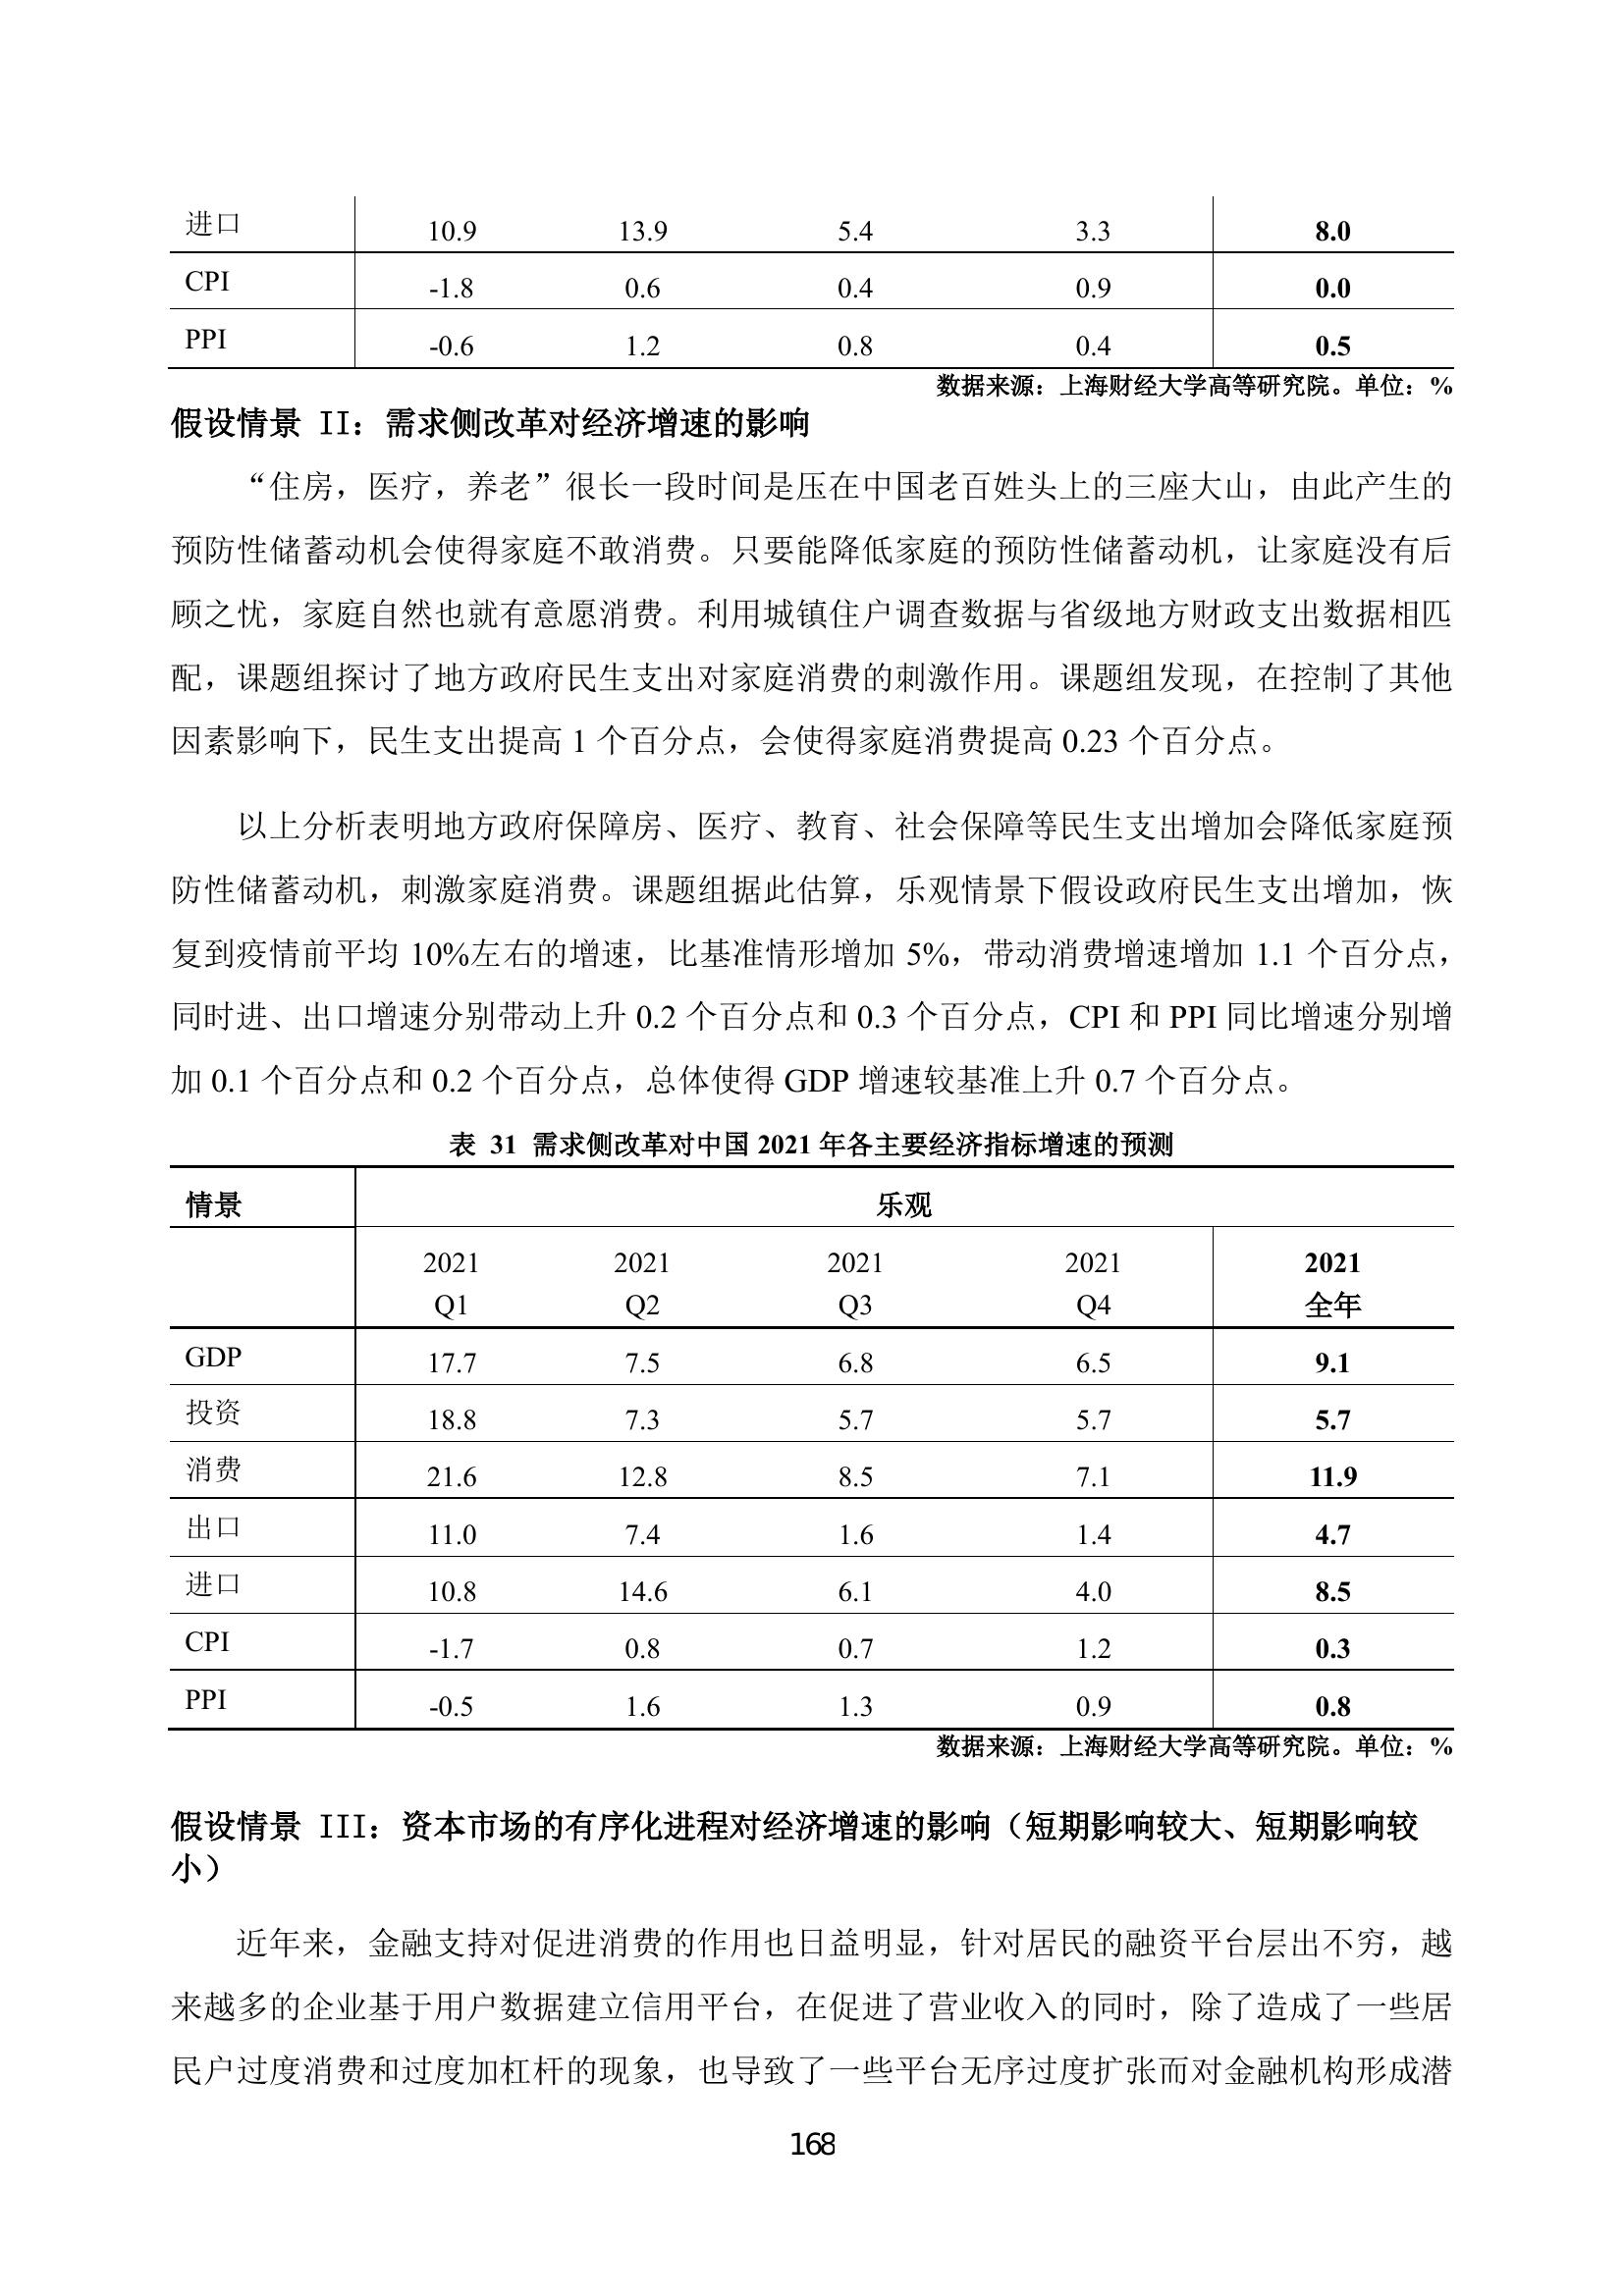 进口 10.9 13.9 5.4 3.3 8.0
CPI -1.8 0.6 0.4 0.9 0.0
PPI -0.6 1.2 0.8 0.4 0.5
数据来源：上海财经大学高等研究院。单位：%
假设情景 II：需求侧改革对经济增速的影响
“住房，医疗，养老”很长一段时间是压在中国老百姓头上的三座大山，由此产生的
预防性储蓄动机会使得家庭不敢消费。只要能降低家庭的预防性储蓄动机，让家庭没有后
顾之忧，家庭自然也就有意愿消费。利用城镇住户调查数据与省级地方财政支出数据相匹
配，课题组探讨了地方政府民生支出对家庭消费的刺激作用。课题组发现，在控制了其他
因素影响下，民生支出提高 1 个百分点，会使得家庭消费提高 0.23 个百分点。
以上分析表明地方政府保障房、医疗、教育、社会保障等民生支出增加会降低家庭预
防性储蓄动机，刺激家庭消费。课题组据此估算，乐观情景下假设政府民生支出增加，恢
复到疫情前平均 10%左右的增速，比基准情形增加 5%，带动消费增速增加 1.1 个百分点，
同时进、出口增速分别带动上升 0.2 个百分点和 0.3 个百分点，CPI 和 PPI 同比增速分别增
加 0.1 个百分点和 0.2 个百分点，总体使得 GDP 增速较基准上升 0.7 个百分点。
表 31 需求侧改革对中国 2021 年各主要经济指标增速的预测
情景 乐观
2021 2021 2021 2021 2021
Q1 Q2 Q3 Q4 全年
GDP 17.7 7.5 6.8 6.5 9.1
投资 18.8 7.3 5.7 5.7 5.7
消费 21.6 12.8 8.5 7.1 11.9
出口 11.0 7.4 1.6 1.4 4.7
进口 10.8 14.6 6.1 4.0 8.5
CPI -1.7 0.8 0.7 1.2 0.3
PPI -0.5 1.6 1.3 0.9 0.8
数据来源：上海财经大学高等研究院。单位：%
假设情景 III：资本市场的有序化进程对经济增速的影响（短期影响较大、短期影响较
小）
近年来，金融支持对促进消费的作用也日益明显，针对居民的融资平台层出不穷，越
来越多的企业基于用户数据建立信用平台，在促进了营业收入的同时，除了造成了一些居
民户过度消费和过度加杠杆的现象，也导致了一些平台无序过度扩张而对金融机构形成潜
168